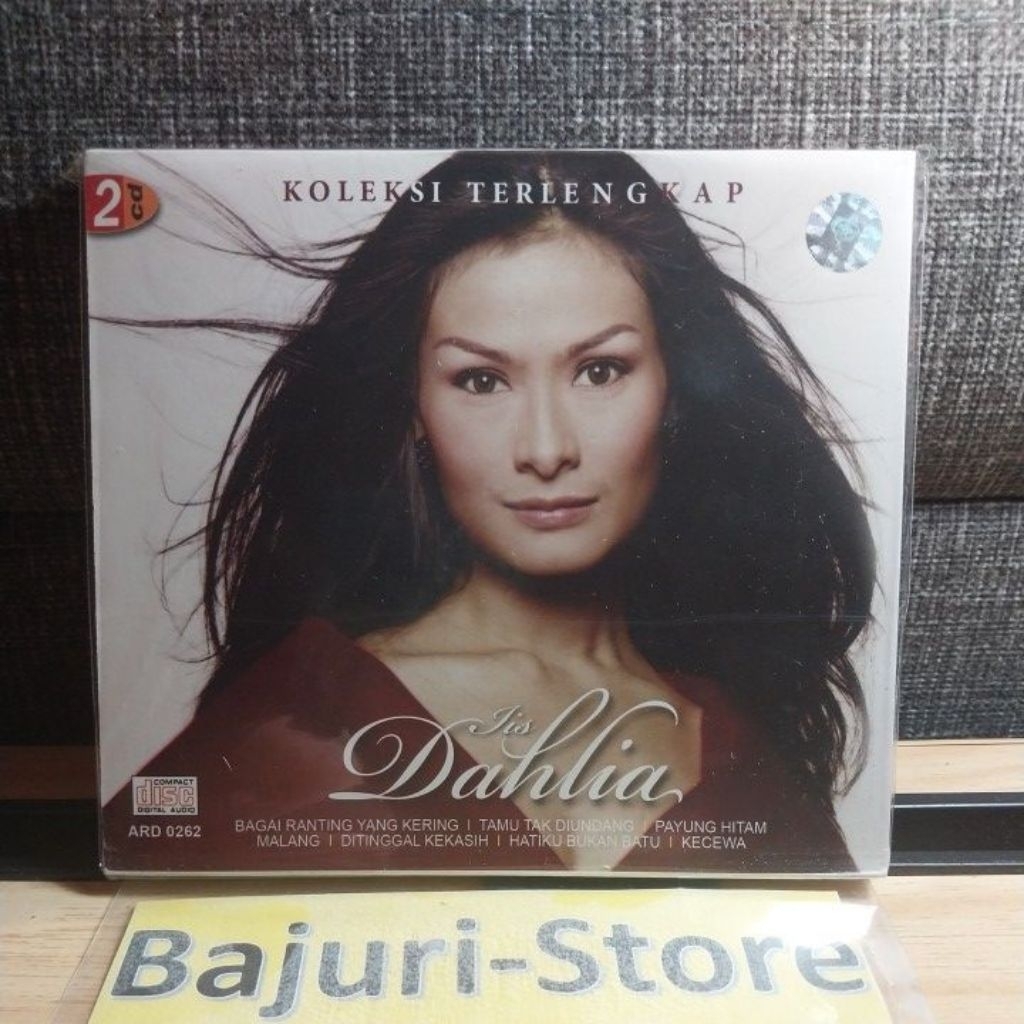 2 cd
KOLEKSI TERLENGKAP
Iis
Dahlia
COMPACT
disc
DIGITAL AUDIO
ARD 0262
BAGAI RANTING YANG KERING | TAMU TAK DIUNDANG | PAYUNG HITAM
MALANG | DITINGGAL KEKASIH | HATIKU BUKAN BATU | KECEWA
Bajuri-Store